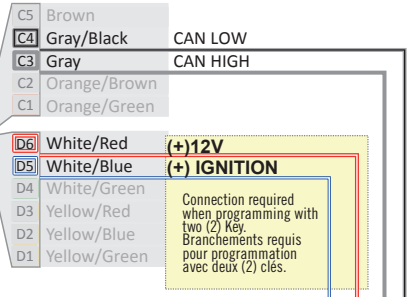 C5 Brown
C4 Gray/Black CAN LOW
C3 Gray CAN HIGH
C2 Orange/Brown
C1 Orange/Green
D6 White/Red (+)12V
D5 White/Blue (+) IGNITION
D4 White/Green
D3 Yellow/Red
D2 Yellow/Blue
D1 Yellow/Green
Connection required
when programming with
two (2) Key.
Branchements requis
pour programmation
avec deux (2) clés.